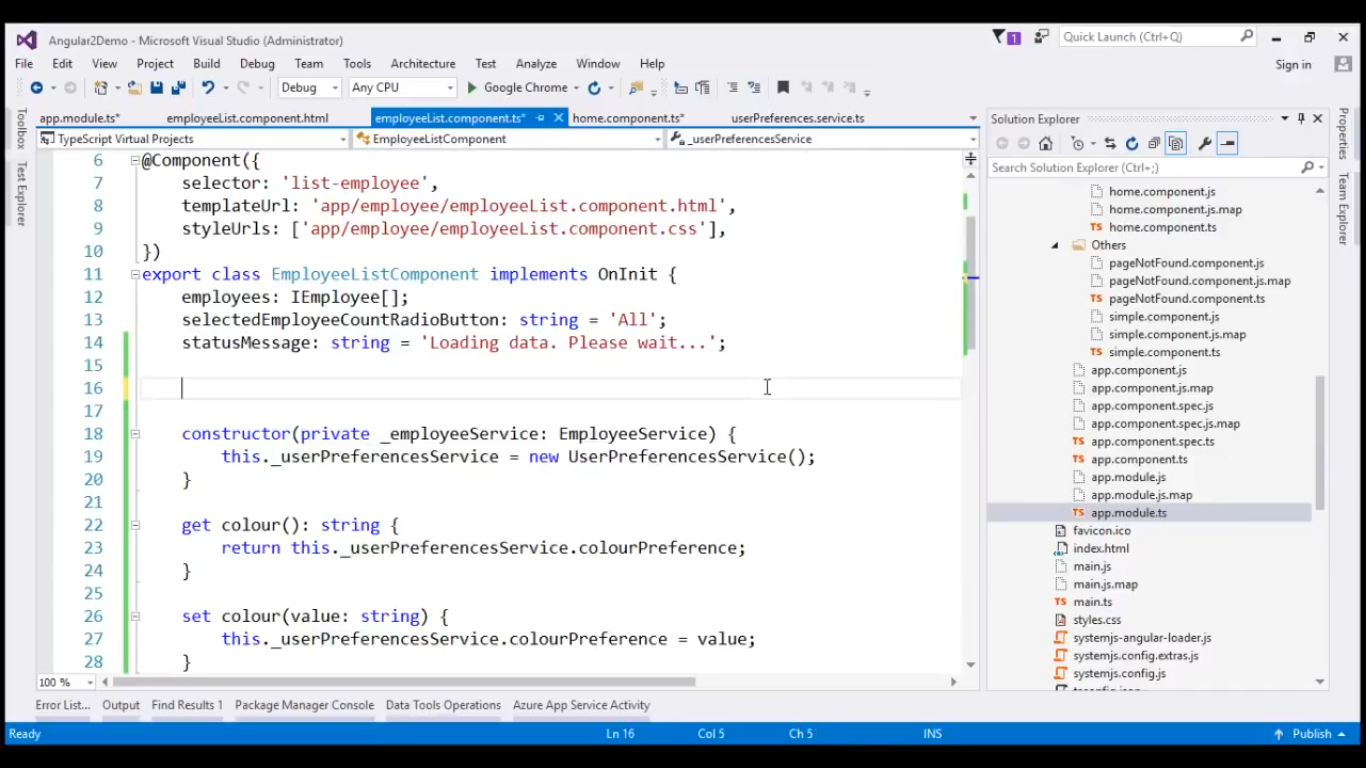 Angular2Demo - Microsoft Visual Studio (Administrator)
1
Quick Launch (Ctrl+Q)
File Edit View Project Build Debug Team Tools Architecture Test Analyze Window Help
Sign in
Debug Any CPU Google Chrome
app.module.ts* employeeList.component.html employeeList.component.ts* home.component.ts* userPreferences.service.ts
TypeScript Virtual Projects EmployeeListComponent _userPreferencesService
Toolbox
Test Explorer
6 @Component({
7 selector: 'list-employee',
8 templateUrl: 'app/employee/employeeList.component.html',
9 styleUrls: ['app/employee/employeeList.component.css'],
10 })
11 export class EmployeeListComponent implements OnInit {
12 employees: IEmployee[];
13 selectedEmployeeCountRadioButton: string = 'All';
14 statusMessage: string = 'Loading data. Please wait...';
15
16
17
18 constructor(private _employeeService: EmployeeService) {
19 this._userPreferencesService = new UserPreferencesService();
20 }
21
22 get colour(): string {
23 return this._userPreferencesService.colourPreference;
24 }
25
26 set colour(value: string) {
27 this._userPreferencesService.colourPreference = value;
28 }
100 %
Solution Explorer
Search Solution Explorer (Ctrl+;)
home.component.js
home.component.js.map
TS home.component.ts
Others
pageNotFound.component.js
pageNotFound.component.js.map
TS pageNotFound.component.ts
simple.component.js
simple.component.js.map
TS simple.component.ts
app.component.js
app.component.js.map
app.component.spec.js
app.component.spec.js.map
TS app.component.spec.ts
TS app.component.ts
app.module.js
app.module.js.map
TS app.module.ts
favicon.ico
index.html
main.js
main.js.map
TS main.ts
styles.css
systemjs-angular-loader.js
systemjs.config.extras.js
systemjs.config.js
tsconfig.json
Properties
Team Explorer
Error List... Output Find Results 1 Package Manager Console Data Tools Operations Azure App Service Activity
Ready Ln 16 Col 5 Ch 5 INS Publish